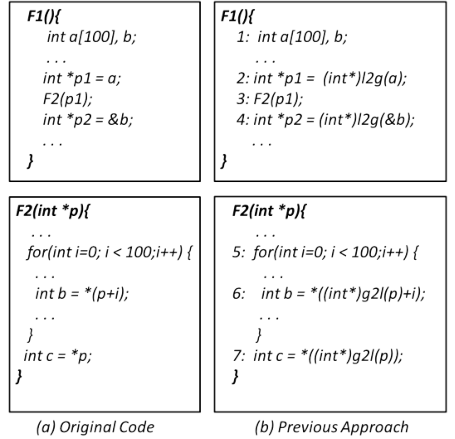 F1(){
int a[100], b;
. . .
int *p1 = a;
F2(p1);
int *p2 = &b;
. . .
}
F1(){
1: int a[100], b;
. . .
2: int *p1 = (int*)l2g(a);
3: F2(p1);
4: int *p2 = (int*)l2g(&b);
. . .
}
F2(int *p){
. . .
for(int i=0; i < 100;i++) {
. . .
int b = *(p+i);
. . .
}
int c = *p;
}
F2(int *p){
. . .
5: for(int i=0; i < 100;i++) {
. . .
6: int b = *((int*)g2l(p)+i);
. . .
}
7: int c = *((int*)g2l(p));
}
(a) Original Code
(b) Previous Approach